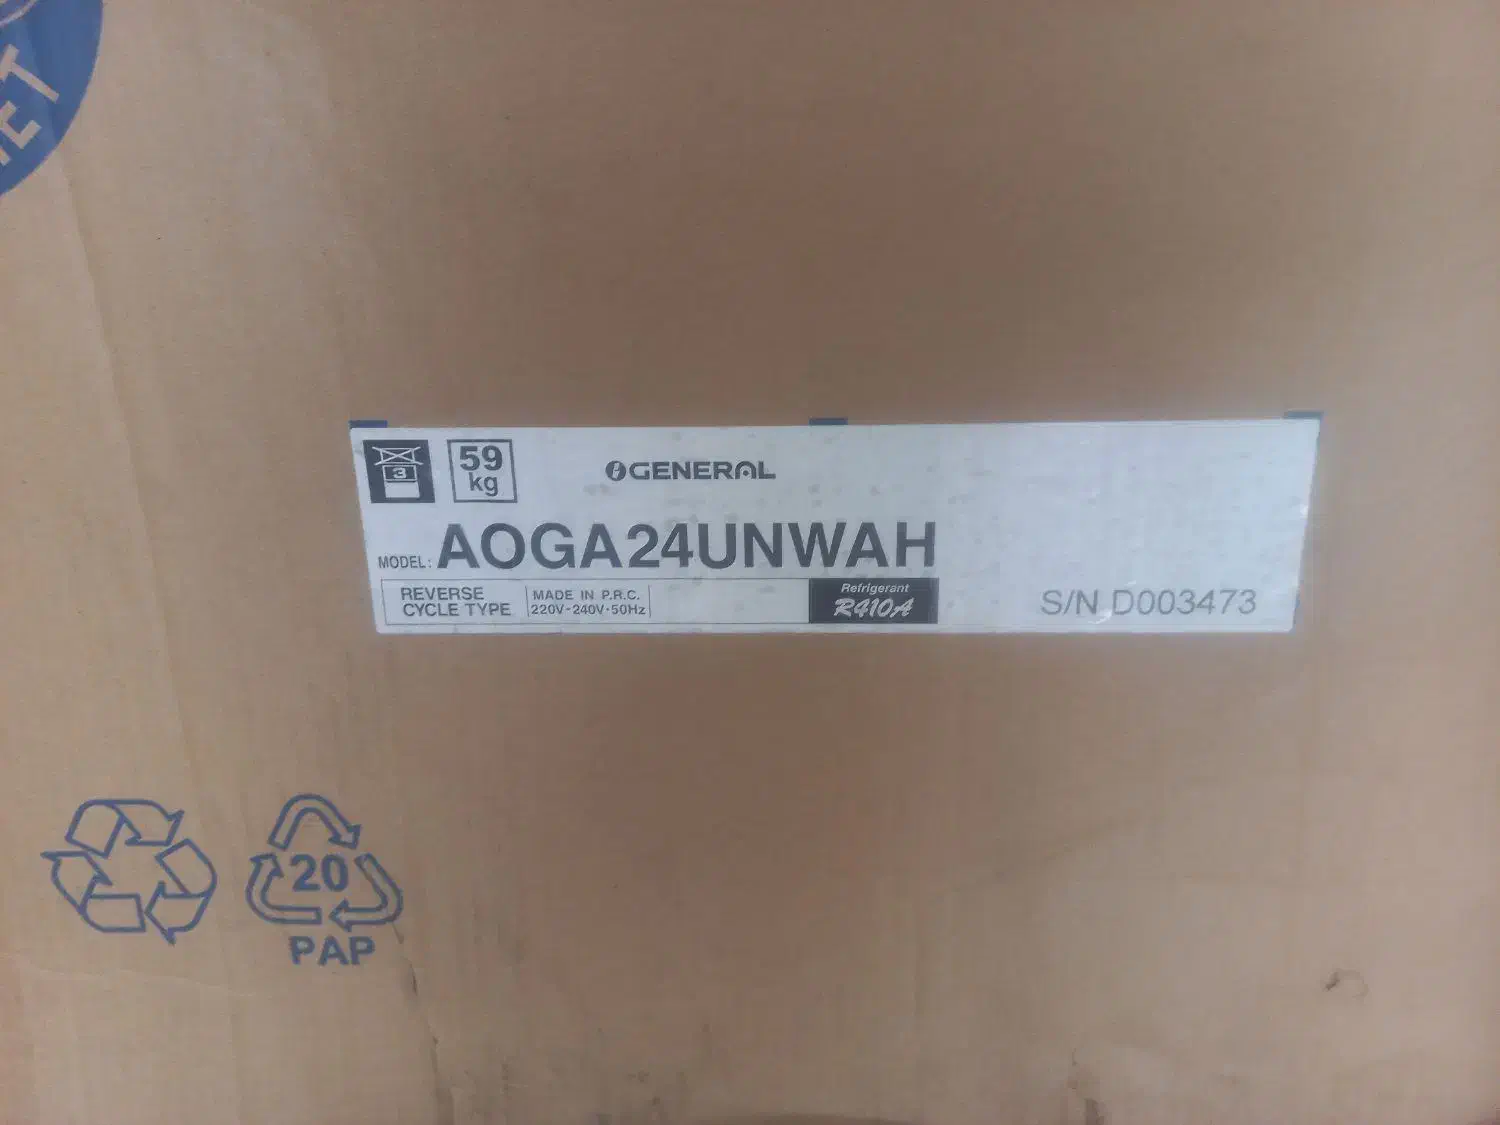 3
59
kg
GENERAL
MODEL: AOGA24UNWAH
REVERSE
CYCLE TYPE
MADE IN P.R.C.
220V-240V·50Hz
Refrigerant
R410A
S/N D003473
20
PAP